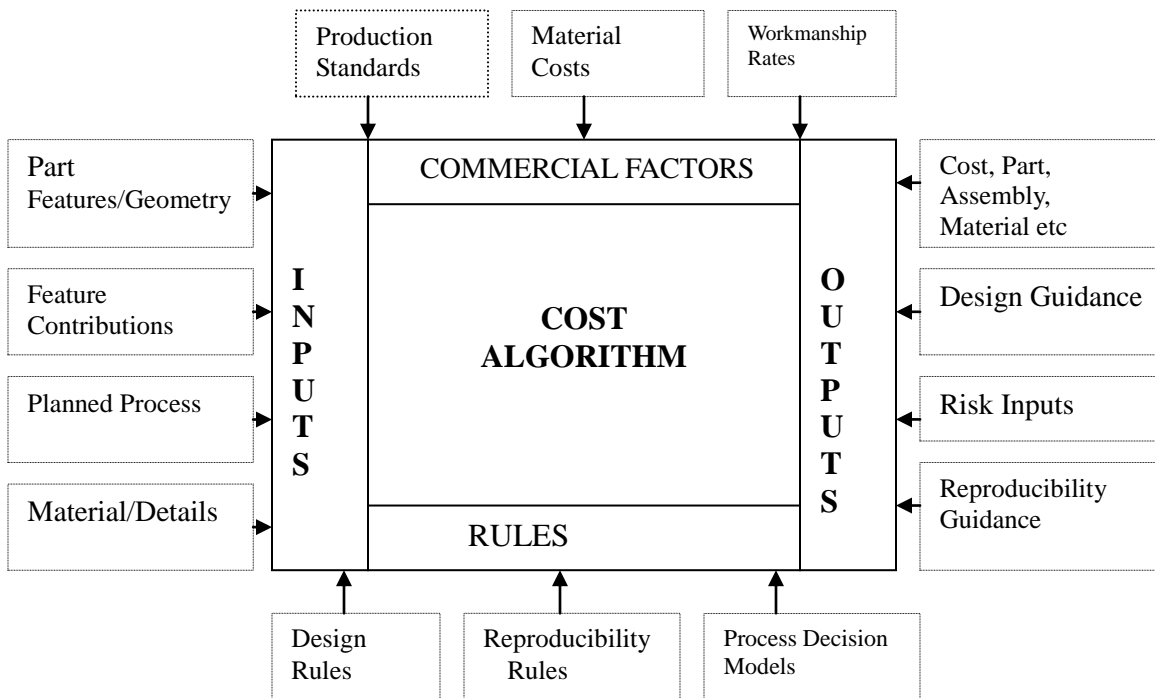 Production
Standards
Material
Costs
Workmanship
Rates
COMMERCIAL FACTORS
Part
Features/Geometry
Feature
Contributions
Planned Process
Material/Details
INPUTS
COST
ALGORITHM
OUTPUTS
Cost, Part,
Assembly,
Material etc
Design Guidance
Risk Inputs
Reproducibility
Guidance
RULES
Design
Rules
Reproducibility
Rules
Process Decision
Models